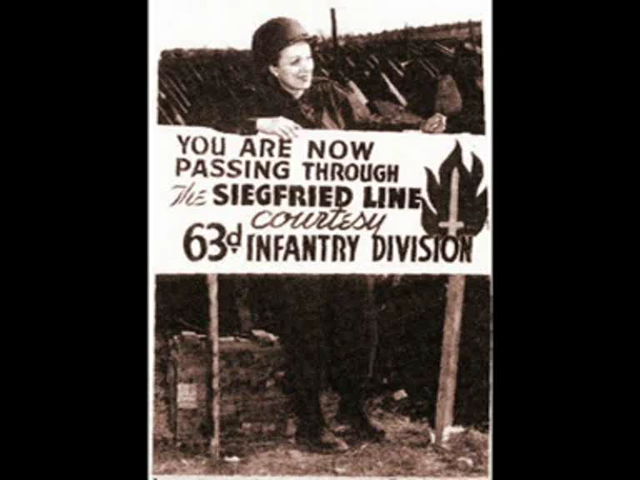 YOU ARE NOW
PASSING THROUGH
The SIEGFRIED LINE
courtesy
63d INFANTRY DIVISION